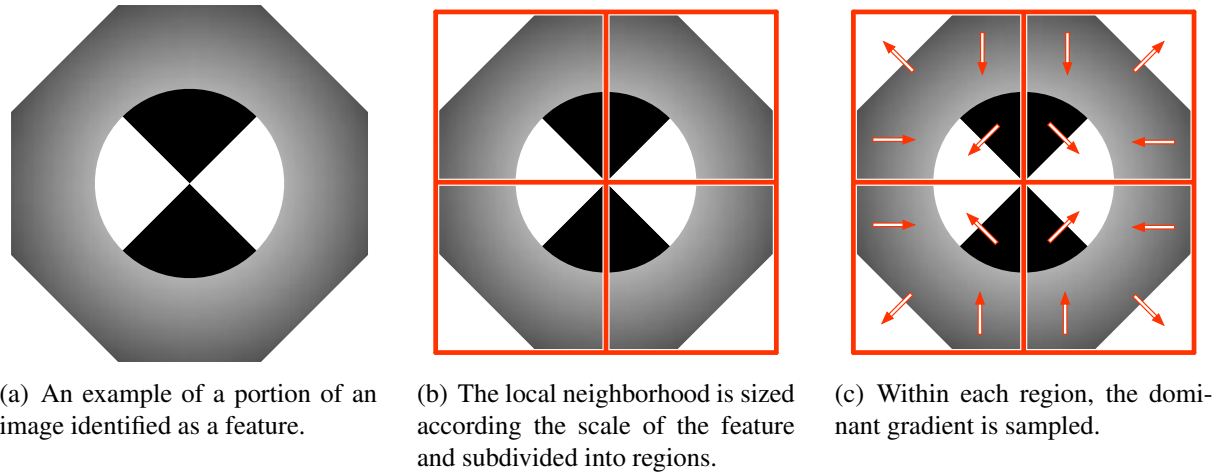 (a) An example of a portion of an
image identified as a feature.
(b) The local neighborhood is sized
according the scale of the feature
and subdivided into regions.
(c) Within each region, the domi-
nant gradient is sampled.